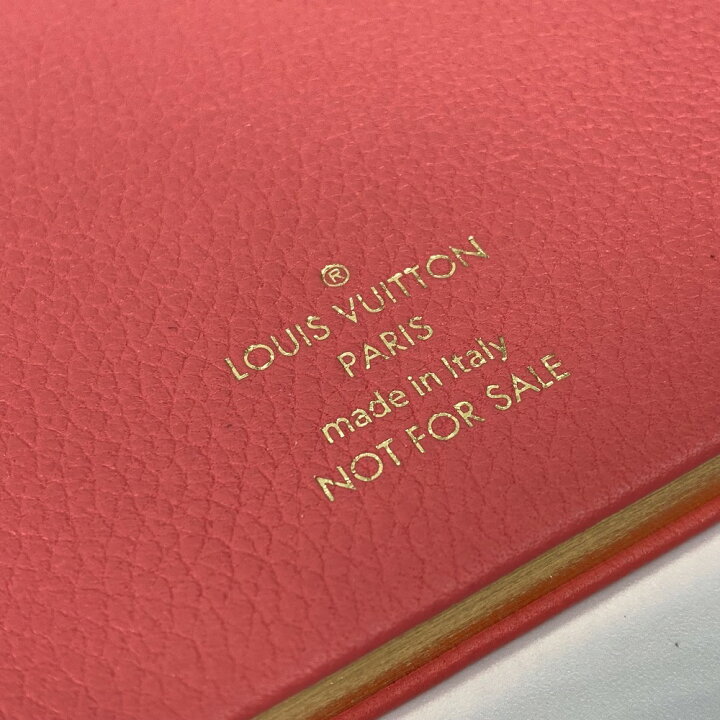 ®
LOUIS VUITTON
PARIS
made in Italy
NOT FOR SALE